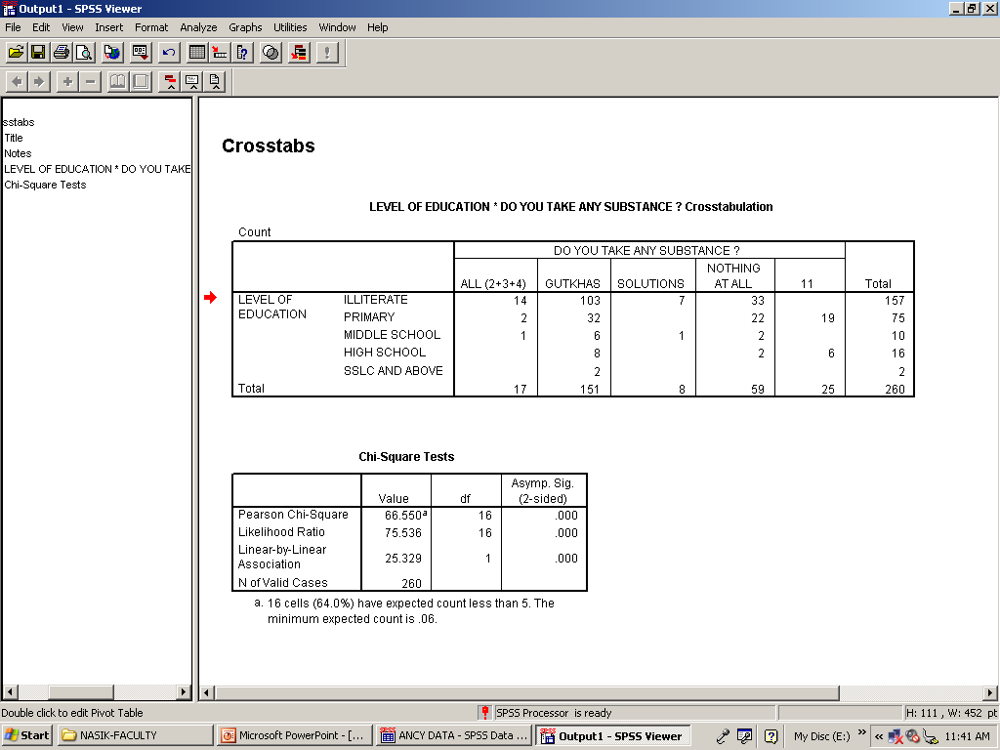 Output1 - SPSS Viewer
File Edit View Insert Format Analyze Graphs Utilities Window Help
sstabs
Title
Notes
LEVEL OF EDUCATION * DO YOU TAKE
Chi-Square Tests
Crosstabs
LEVEL OF EDUCATION * DO YOU TAKE ANY SUBSTANCE ? Crosstabulation
Count
DO YOU TAKE ANY SUBSTANCE ?
NOTHING
ALL (2+3+4) GUTKHAS SOLUTIONS AT ALL 11 Total
LEVEL OF ILLITERATE 14 103 7 33 157
EDUCATION PRIMARY 2 32 22 19 75
MIDDLE SCHOOL 1 6 1 2 10
HIGH SCHOOL 8 2 6 16
SSLC AND ABOVE 2 2
Total 17 151 8 59 25 260
Chi-Square Tests
Asymp. Sig.
Value df (2-sided)
Pearson Chi-Square 66.550a 16 .000
Likelihood Ratio 75.536 16 .000
Linear-by-Linear
Association 25.329 1 .000
N of Valid Cases 260
a. 16 cells (64.0%) have expected count less than 5. The
minimum expected count is .06.
Double click to edit Pivot Table SPSS Processor is ready H: 111 , W: 452 pt
Start NASIK-FACULTY Microsoft PowerPoint - [... ANCY DATA - SPSS Data ... Output1 - SPSS Viewer My Disc (E:) » « 11:41 AM